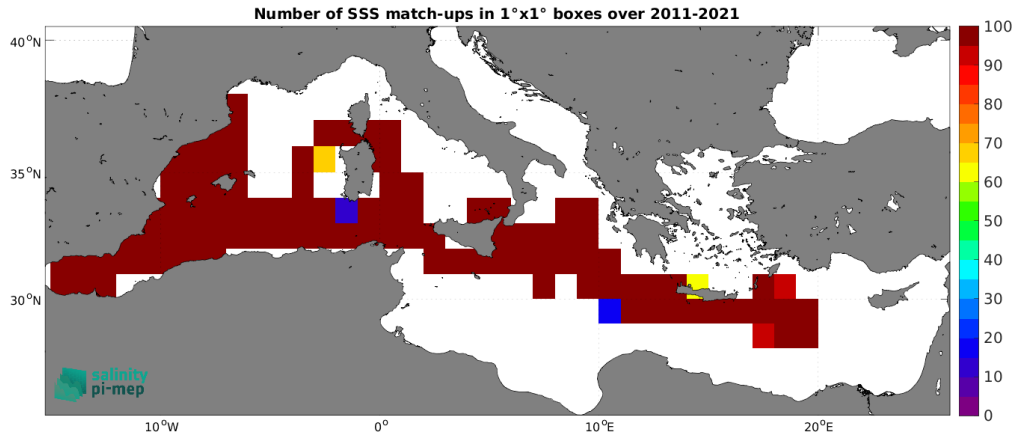 Number of SSS match-ups in 1°x1° boxes over 2011-2021
40°N
35°N
30°N
10°W
0°
10°E
20°E
100
90
80
70
60
50
40
30
20
10
0
salinity
pi-mep